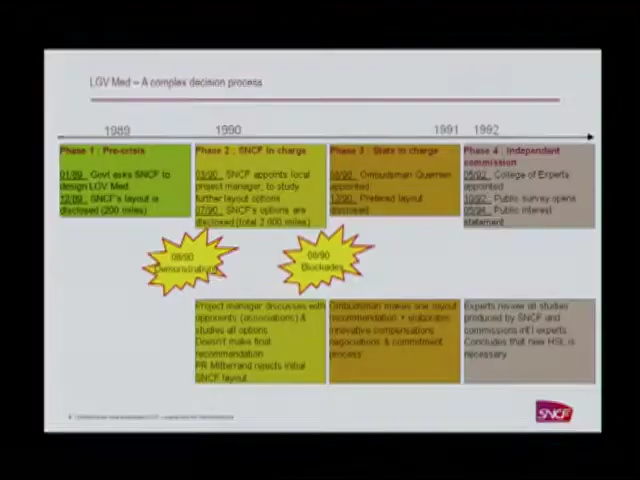 LGV Med – A complex decision process
1989 1990 1991 1992
Phase 1 : Pre-crisis
01/89 : Govt asks SNCF to
design LGV Med
12/89 : SNCF's layout is
disclosed (200 miles)
Phase 2 : SNCF in charge
03/90 : SNCF appoints local
project manager, to study
further layout options
07/90 : SNCF's options are
disclosed (total 2,000 miles)
Phase 3 : State in charge
08/90 : Ombudsman Querrien
appointed
12/90 : Prefered layout
disclosed
Phase 4 : Independent
commission
05/92 : College of Experts
appointed
10/92 : Public survey opens
05/94 : Public interest
statement
08/90
Demonstrations
08/90
Blockades
Project manager discusses with
opponents (associations) &
studies all options
Doesn't make final
recommendation
PR Mitterrand rejects initial
SNCF layout
Ombudsman makes one layout
recommendation + elaborates
innovative compensations
negotiations & commitment
process
Experts review all studies
produced by SNCF and
commissions int'l experts
Concludes that new HSL is
necessary
SNCF